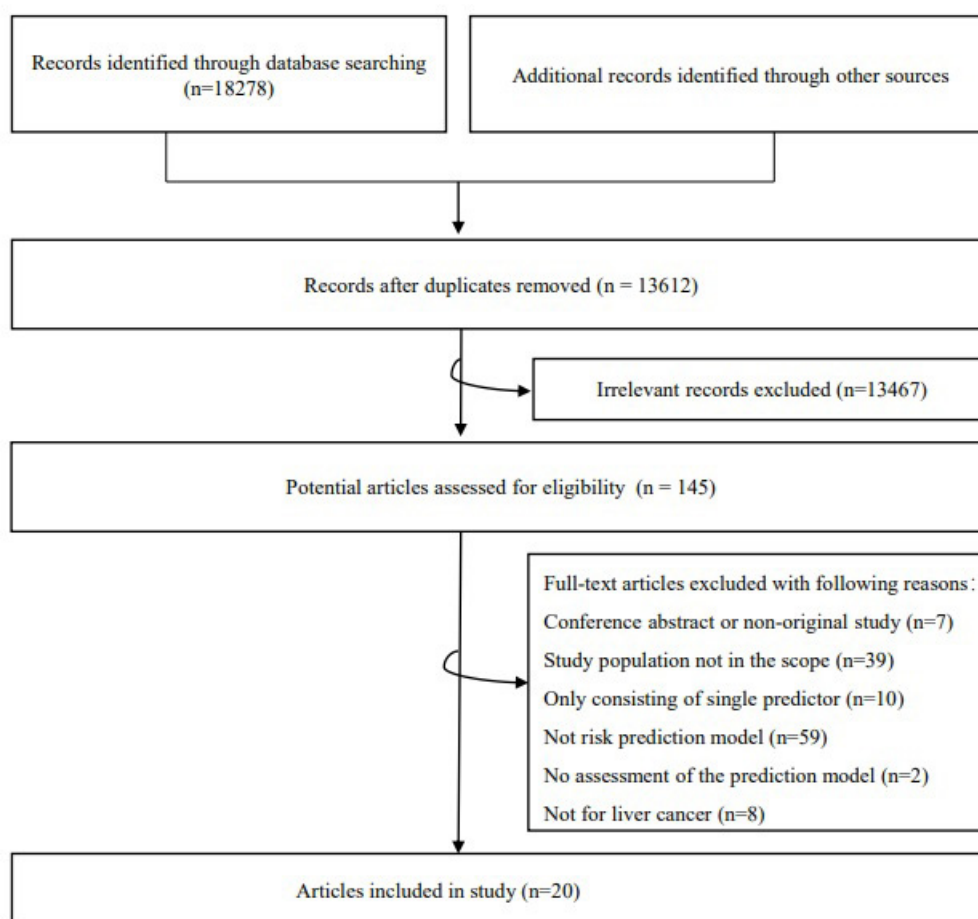 Records identified through database searching
(n=18278)
Additional records identified through other sources
Records after duplicates removed (n = 13612)
Irrelevant records excluded (n=13467)
Potential articles assessed for eligibility (n = 145)
Full-text articles excluded with following reasons:
Conference abstract or non-original study (n=7)
Study population not in the scope (n=39)
Only consisting of single predictor (n=10)
Not risk prediction model (n=59)
No assessment of the prediction model (n=2)
Not for liver cancer (n=8)
Articles included in study (n=20)